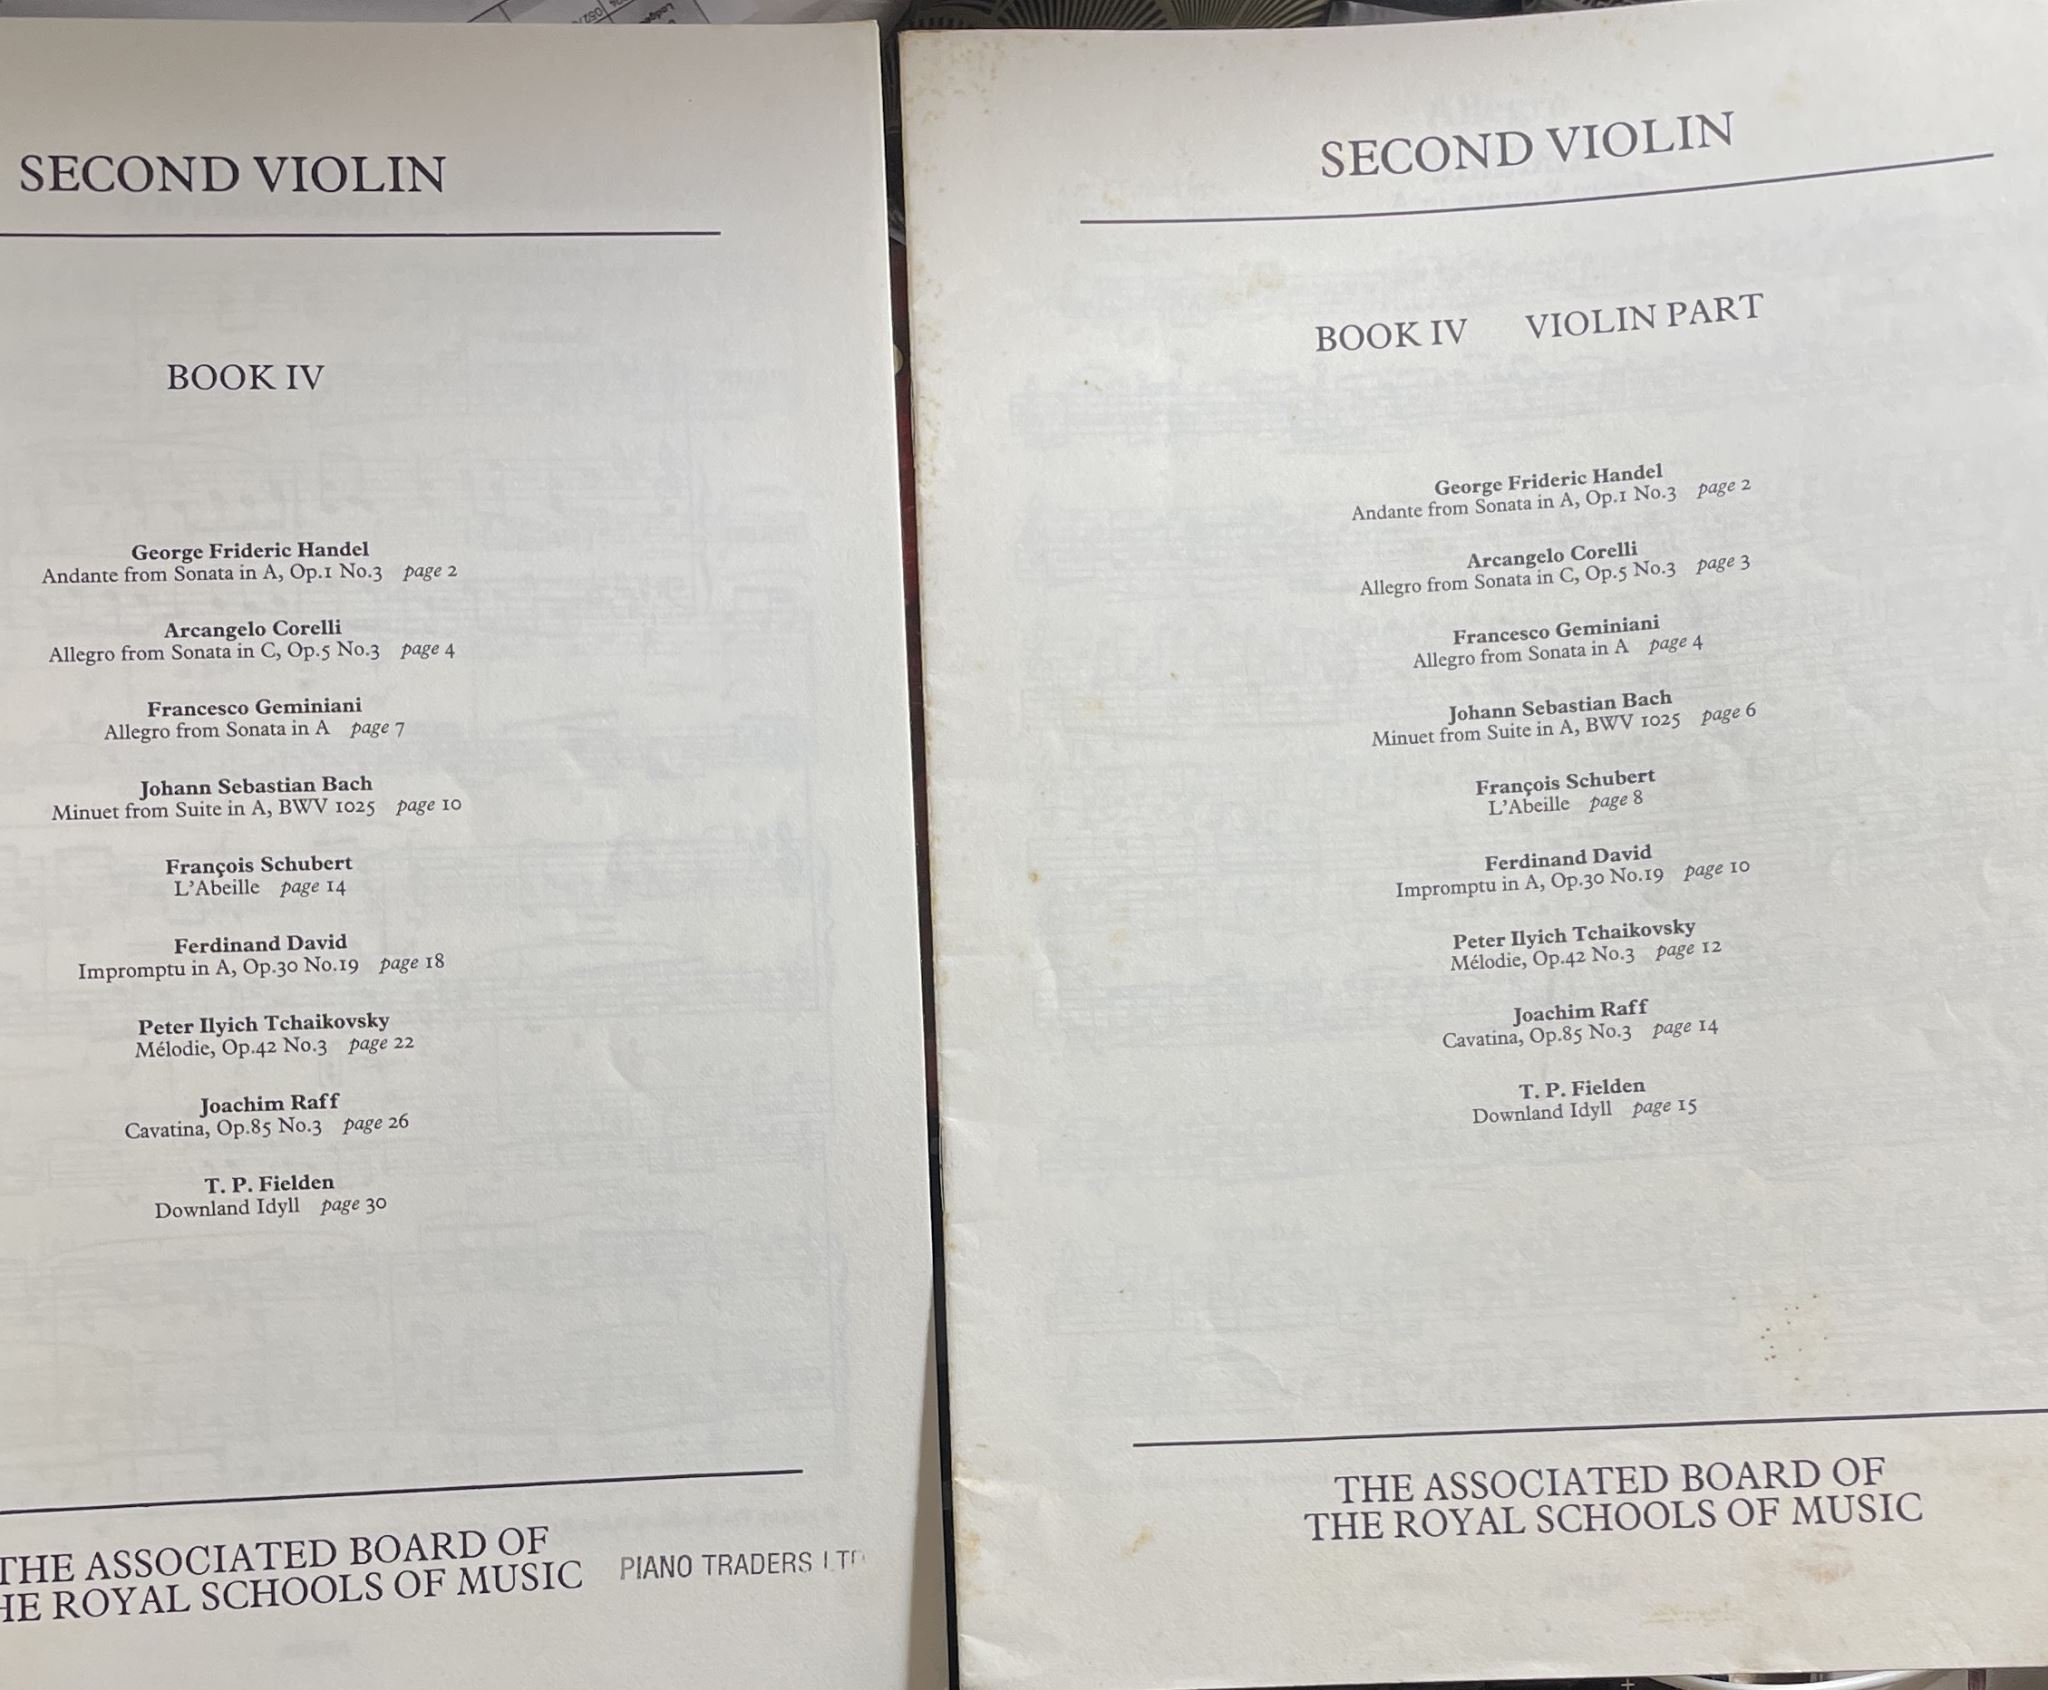 SECOND VIOLIN
BOOK IV
George Frideric Handel
Andante from Sonata in A, Op.1 No.3 page 2
Arcangelo Corelli
Allegro from Sonata in C, Op.5 No.3 page 4
Francesco Geminiani
Allegro from Sonata in A page 7
Johann Sebastian Bach
Minuet from Suite in A, BWV 1025 page 10
François Schubert
L'Abeille page 14
Ferdinand David
Impromptu in A, Op.30 No.19 page 18
Peter Ilyich Tchaikovsky
Mélodie, Op.42 No.3 page 22
Joachim Raff
Cavatina, Op.85 No.3 page 26
T. P. Fielden
Downland Idyll page 30
THE ASSOCIATED BOARD OF
HE ROYAL SCHOOLS OF MUSIC
PIANO TRADERS LTD
SECOND VIOLIN
BOOK IV VIOLIN PART
George Frideric Handel
Andante from Sonata in A, Op.1 No.3 page 2
Arcangelo Corelli
Allegro from Sonata in C, Op.5 No.3 page 3
Francesco Geminiani
Allegro from Sonata in A page 4
Johann Sebastian Bach
Minuet from Suite in A, BWV 1025 page 6
François Schubert
L'Abeille page 8
Ferdinand David
Impromptu in A, Op.30 No.19 page 10
Peter Ilyich Tchaikovsky
Mélodie, Op.42 No.3 page 12
Joachim Raff
Cavatina, Op.85 No.3 page 14
T. P. Fielden
Downland Idyll page 15
THE ASSOCIATED BOARD OF
THE ROYAL SCHOOLS OF MUSIC